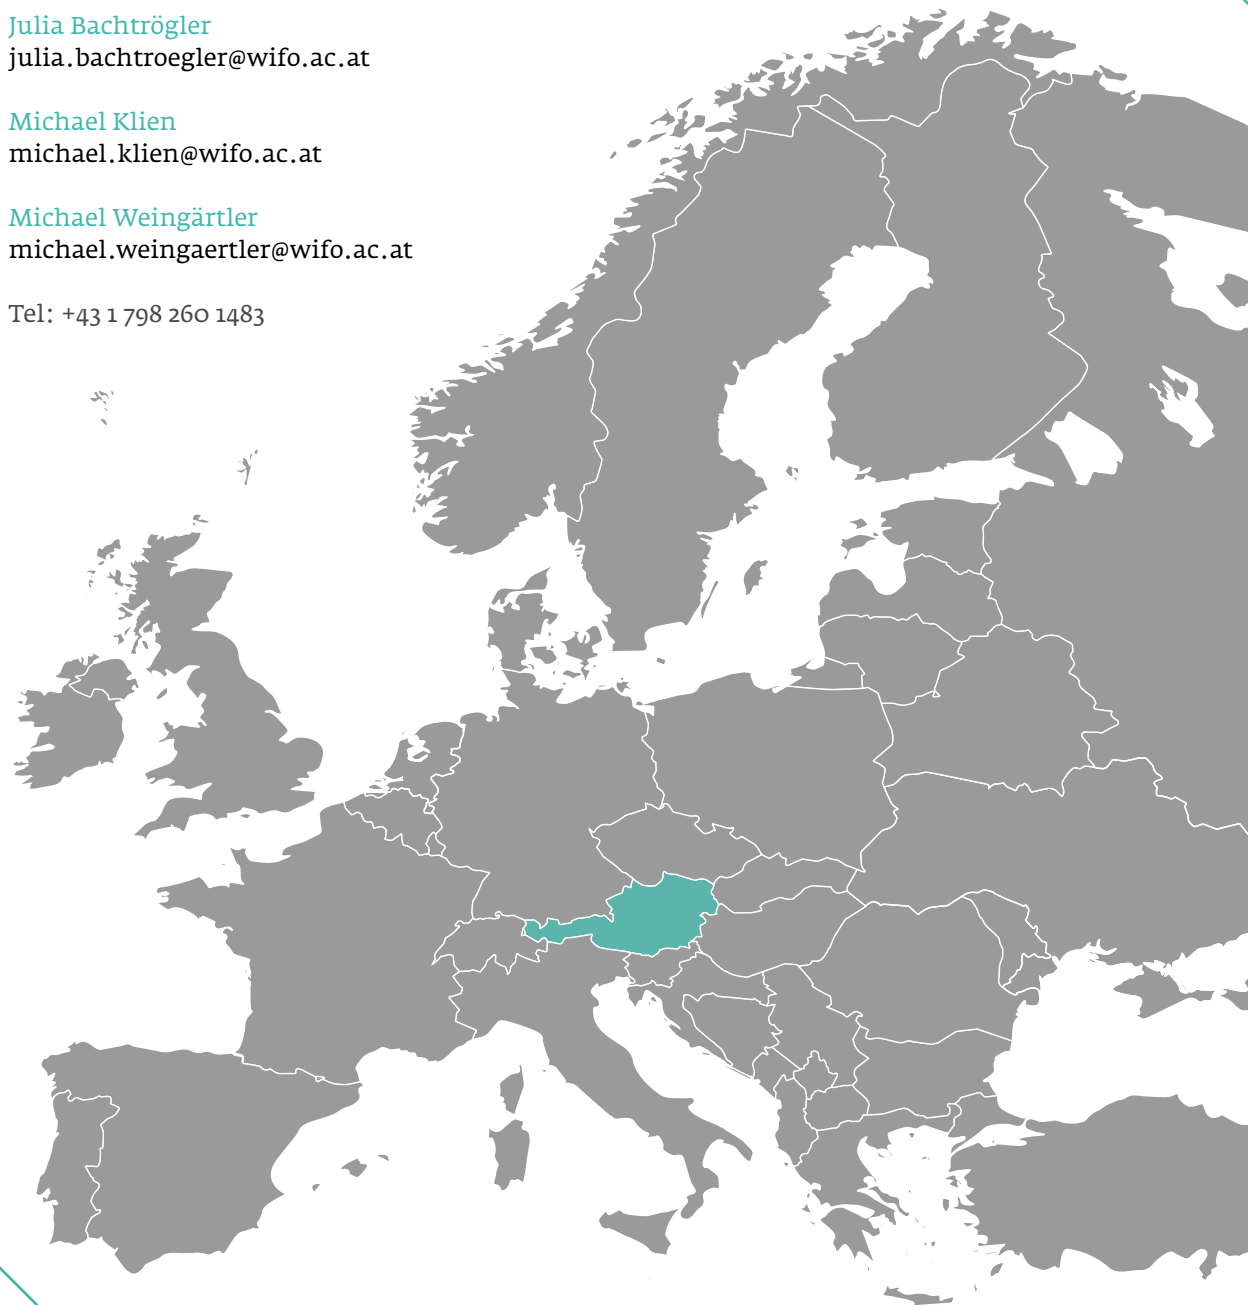 Julia Bachtrögler
julia.bachtroegler@wifo.ac.at
Michael Klien
michael.klien@wifo.ac.at
Michael Weingärtler
michael.weingaertler@wifo.ac.at
Tel: +43 1 798 260 1483